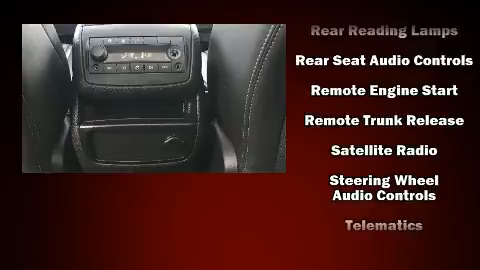 Rear Reading Lamps
Rear Seat Audio Controls
Remote Engine Start
Remote Trunk Release
Satellite Radio
Steering Wheel
Audio Controls
Telematics